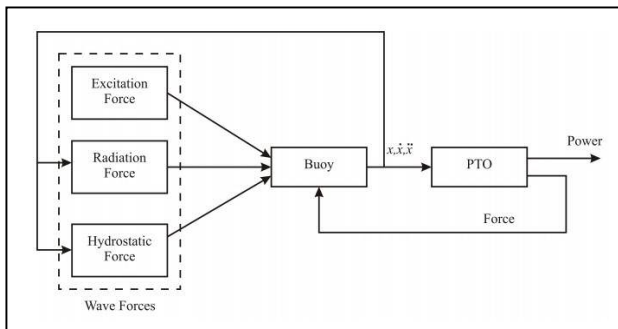 Excitation
Force
Radiation
Force
Hydrostatic
Force
Wave Forces
Buoy
x,ẋ,ẍ
PTO
Power
Force